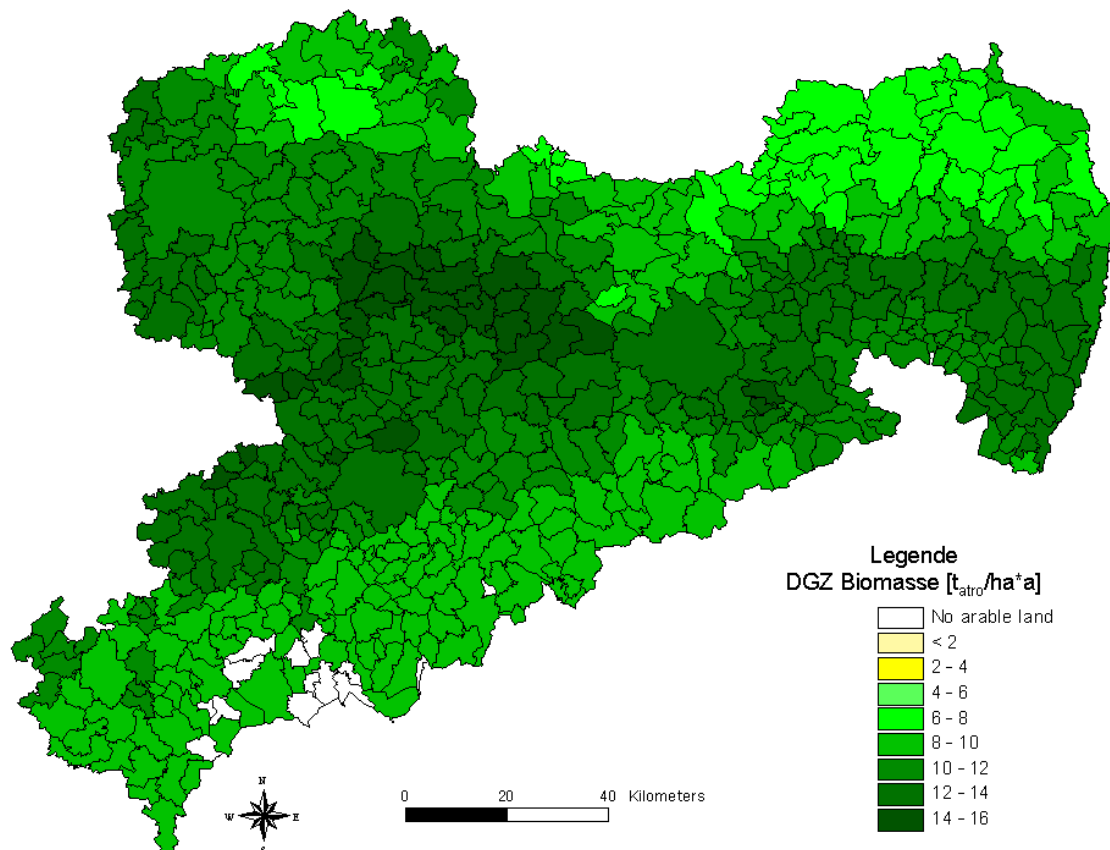 Legende
DGZ Biomasse [t_atro/ha*a]
No arable land
< 2
2 - 4
4 - 6
6 - 8
8 - 10
10 - 12
12 - 14
14 - 16
N
W E
S
0 20 40 Kilometers